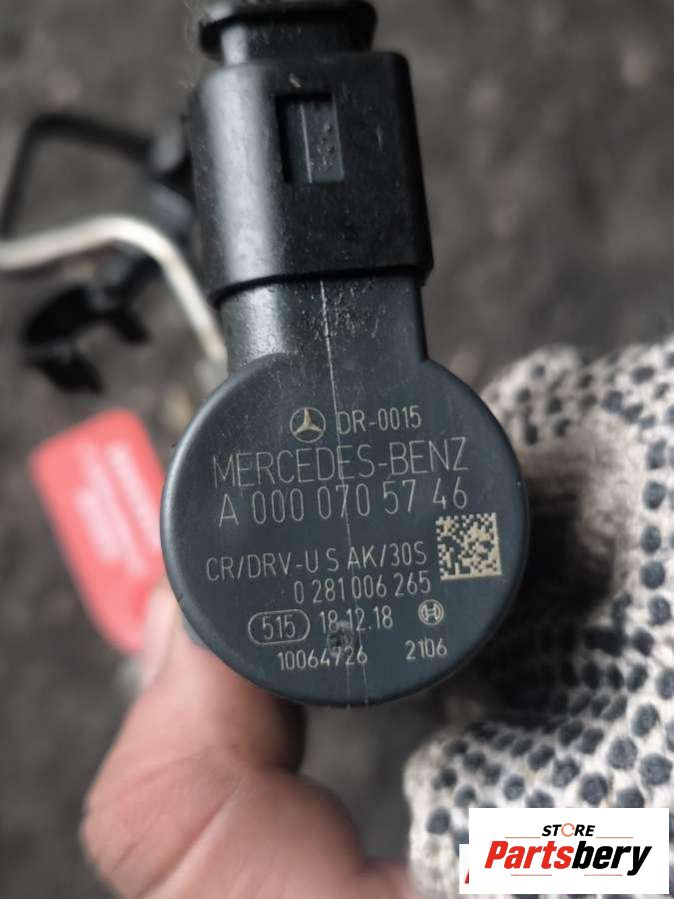 DR-0015
MERCEDES-BENZ
A 000 070 57 46
CR/DRV-U S AK/30S
0 281 006 265
515 18.12.18
10064726 2106
STORE
Partsbery